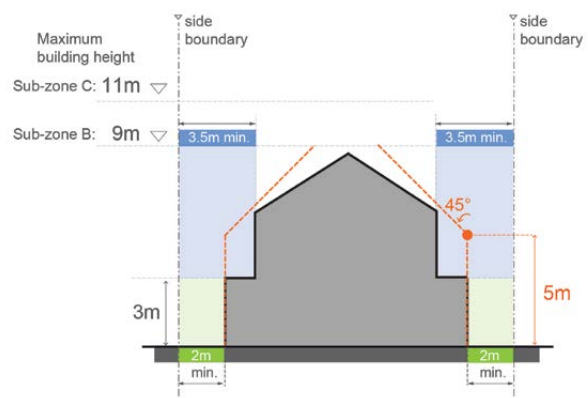 side
boundary
side
boundary
Maximum
building height
Sub-zone C: 11m
Sub-zone B: 9m
3.5m min.
3.5m min.
45°
3m
5m
2m
min.
2m
min.